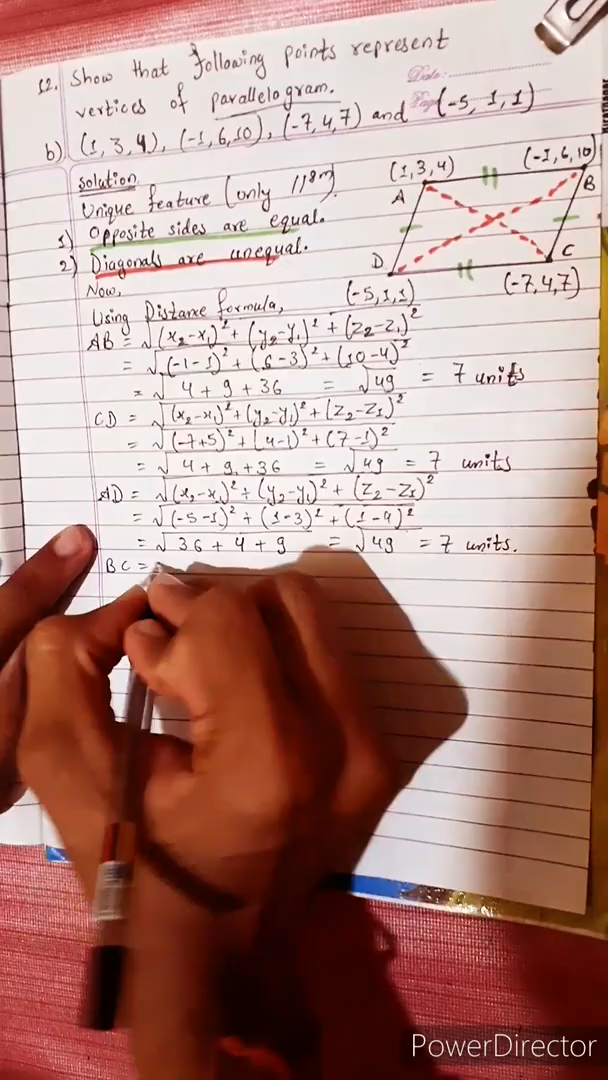 12. Show that following points represent
Date:
vertices of parallelogram.
b) (1, 3, 4), (-1, 6, 10), (-7, 4, 7) and (-5, 1, 1)
solution,
Unique feature (only 11gm).
1) Opposite sides are equal.
2) Diagonals are unequal.
(1, 3, 4)
(-1, 6, 10)
A
B
D
C
(-5, 1, 1)
(-7, 4, 7)
Now,
Using Distance formula,
AB = √(x₂-x₁)² + (y₂-y₁)² + (z₂-z₁)²
= √(-1-1)² + (6-3)² + (10-4)²
= √4 + 9 + 36 = √49 = 7 units
CD = √(x₂-x₁)² + (y₂-y₁)² + (z₂-z₁)²
= √(-7+5)² + (4-1)² + (7-1)²
= √4 + 9 + 36 = √49 = 7 units
AD = √(x₂-x₁)² + (y₂-y₁)² + (z₂-z₁)²
= √(-5-1)² + (1-3)² + (1-4)²
= √36 + 4 + 9 = √49 = 7 units.
BC =
PowerDirector